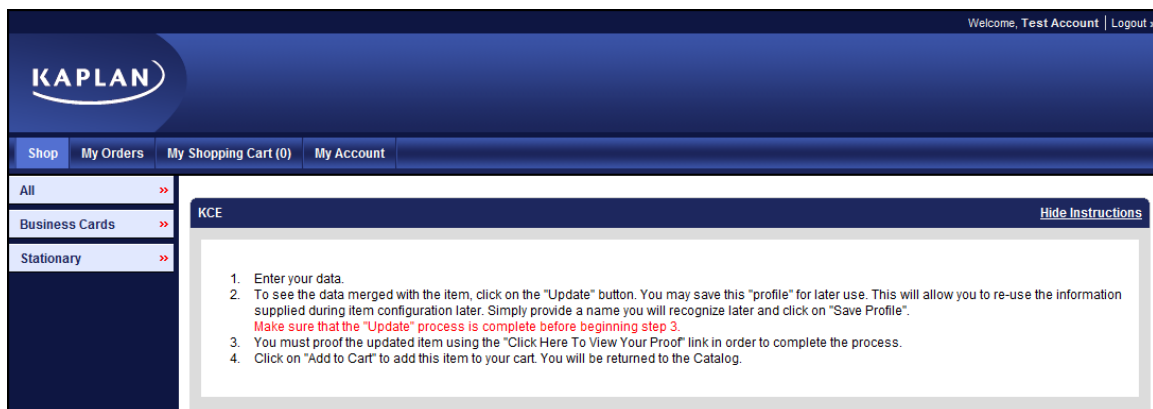 Welcome, Test Account | Logout »
KAPLAN
Shop My Orders My Shopping Cart (0) My Account
All »
Business Cards »
Stationary »
KCE Hide Instructions
1. Enter your data.
2. To see the data merged with the item, click on the "Update" button. You may save this "profile" for later use. This will allow you to re-use the information
supplied during item configuration later. Simply provide a name you will recognize later and click on "Save Profile".
Make sure that the "Update" process is complete before beginning step 3.
3. You must proof the updated item using the "Click Here To View Your Proof" link in order to complete the process.
4. Click on "Add to Cart" to add this item to your cart. You will be returned to the Catalog.